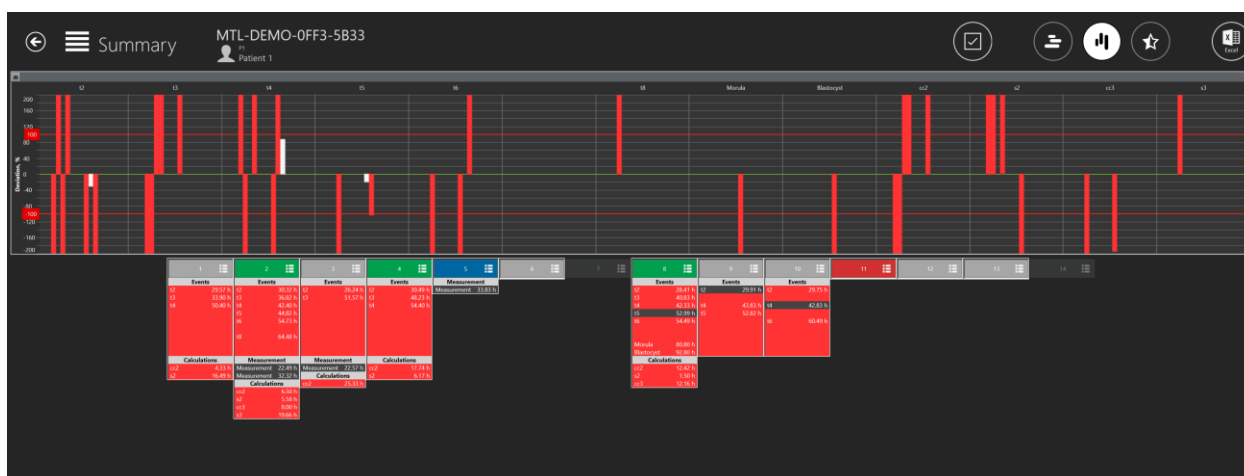 Summary
MTL-DEMO-0FF3-5B33
P1
Patient 1
Excel
t2 t3 t4 t5 t6 t8 Morula Blastocyst cc2 s2 cc3 s3
Deviation, %
200
160
120
100
80
40
0
-40
-80
-100
-120
-160
-200
1 2 3 4 5 6 7 8 9 10 11 12 13 14
Events
t2 29.57 h
t3 33.90 h
t4 50.40 h
Calculations
cc2 4.33 h
s2 16.49 h
Events
t2 30.32 h
t3 36.82 h
t4 42.40 h
t5 44.82 h
t6 54.73 h
t8 64.48 h
Measurement
Measurement 22.49 h
Measurement 32.32 h
Calculations
cc2 6.50 h
s2 5.58 h
cc3 8.00 h
s3 19.66 h
Events
t2 26.24 h
t3 51.57 h
Measurement
Measurement 22.57 h
Calculations
cc2 25.33 h
Events
t2 30.49 h
t3 48.23 h
t4 54.40 h
Calculations
cc2 17.74 h
s2 6.17 h
Measurement
Measurement 33.83 h
Events
t2 28.41 h
t3 40.83 h
t4 42.33 h
t5 52.99 h
t6 54.49 h
Morula 80.80 h
Blastocyst 92.80 h
Calculations
cc2 12.42 h
s2 1.50 h
cc3 12.16 h
Events
t2 29.91 h
t4 43.83 h
t5 52.82 h
Events
t2 29.75 h
t4 42.83 h
t6 60.49 h